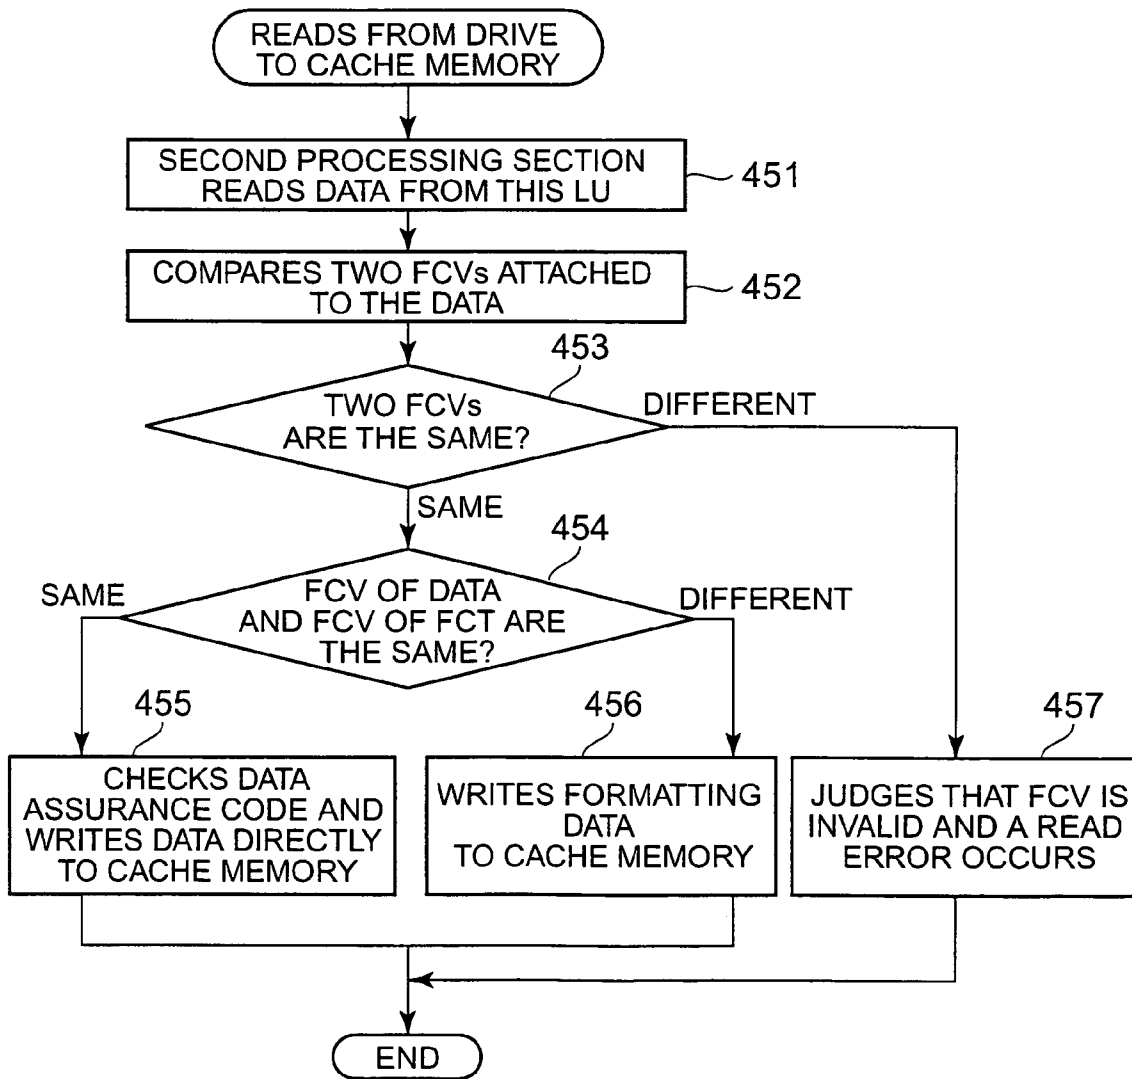 READS FROM DRIVE
TO CACHE MEMORY
SECOND PROCESSING SECTION
READS DATA FROM THIS LU
451
COMPARES TWO FCVs ATTACHED
TO THE DATA
452
453
TWO FCVs
ARE THE SAME?
DIFFERENT
SAME
454
FCV OF DATA
AND FCV OF FCT ARE
THE SAME?
SAME
DIFFERENT
455
CHECKS DATA
ASSURANCE CODE AND
WRITES DATA DIRECTLY
TO CACHE MEMORY
456
WRITES FORMATTING
DATA
TO CACHE MEMORY
457
JUDGES THAT FCV IS
INVALID AND A READ
ERROR OCCURS
END